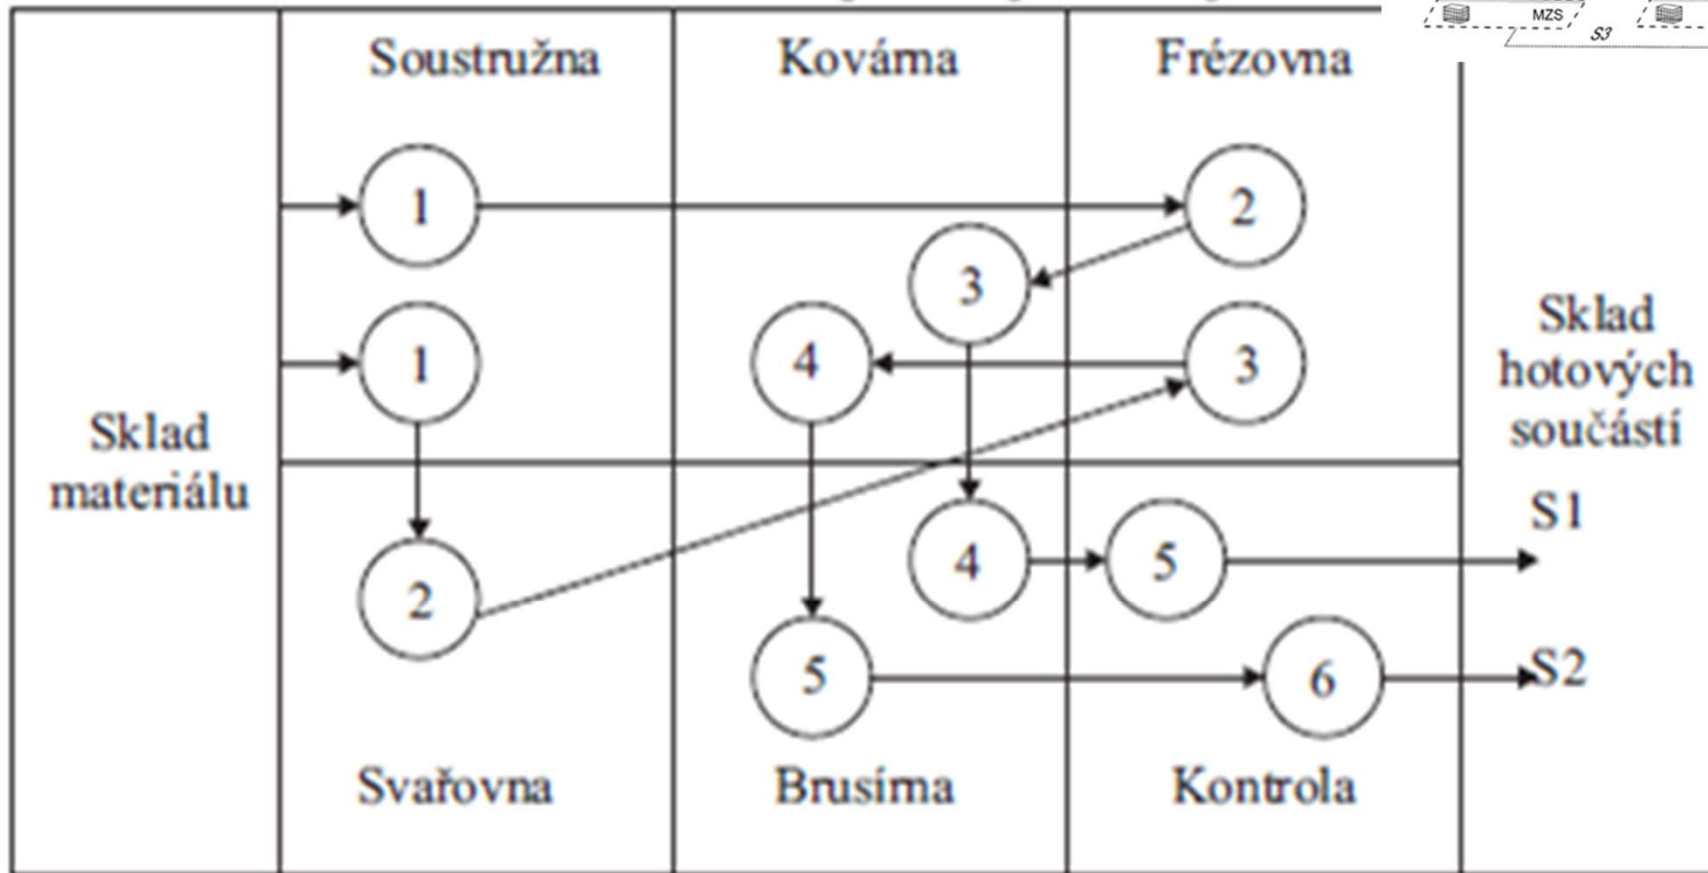 MZS
S3
Soustružna
Kovárna
Frézovna
1
2
3
1
4
3
Sklad
hotových
součástí
Sklad
materiálu
S1
2
4
5
5
6
S2
Svařovna
Brusírna
Kontrola